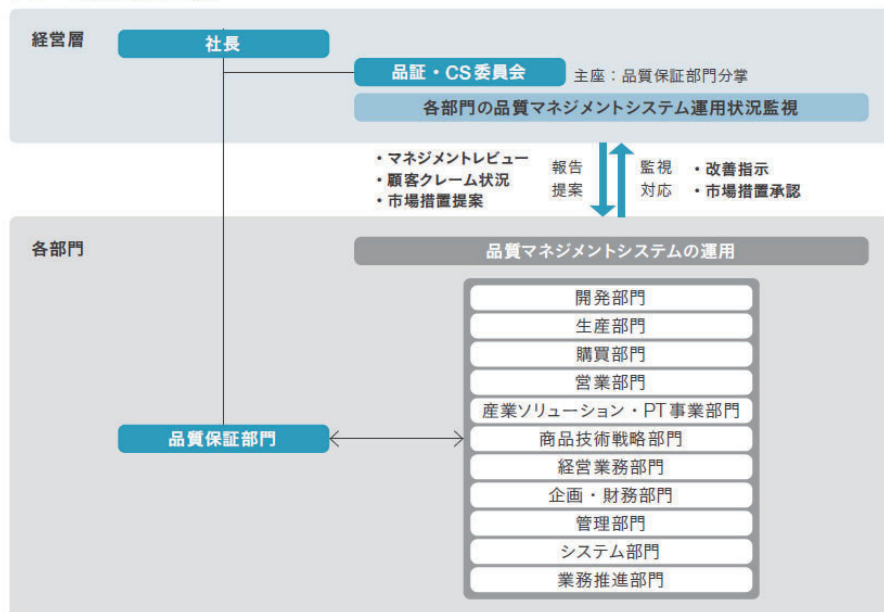 経営層
社長
品証・CS委員会
主座：品質保証部門分掌
各部門の品質マネジメントシステム運用状況監視
・マネジメントレビュー
・顧客クレーム状況
・市場措置提案
報告
提案
監視
対応
・改善指示
・市場措置承認
各部門
品質マネジメントシステムの運用
開発部門
生産部門
購買部門
営業部門
産業ソリューション・PT事業部門
商品技術戦略部門
経営業務部門
企画・財務部門
管理部門
システム部門
業務推進部門
品質保証部門